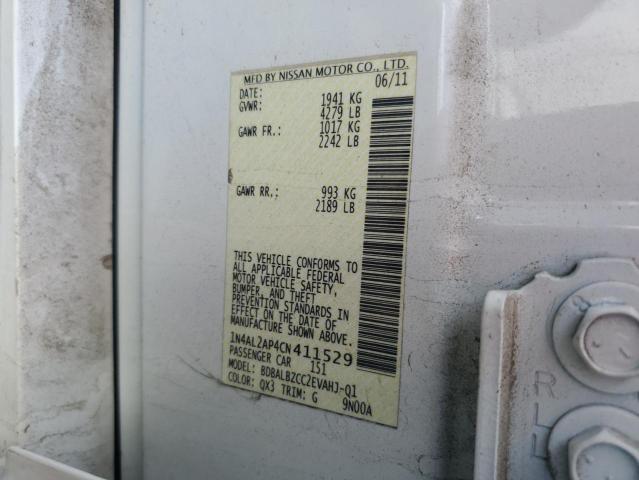 MFD BY NISSAN MOTOR CO., LTD.
DATE: 06/11
GVWR: 1941 KG
4279 LB
GAWR FR.: 1017 KG
2242 LB
GAWR RR.: 993 KG
2189 LB
THIS VEHICLE CONFORMS TO
ALL APPLICABLE FEDERAL
MOTOR VEHICLE SAFETY,
BUMPER, AND THEFT
PREVENTION STANDARDS IN
EFFECT ON THE DATE OF
MANUFACTURE SHOWN ABOVE.
1N4AL2AP4CN411529
PASSENGER CAR 151
MODEL: BDBALBZCC2EVAHJ-Q1
COLOR: QX3 TRIM: G 9N00A